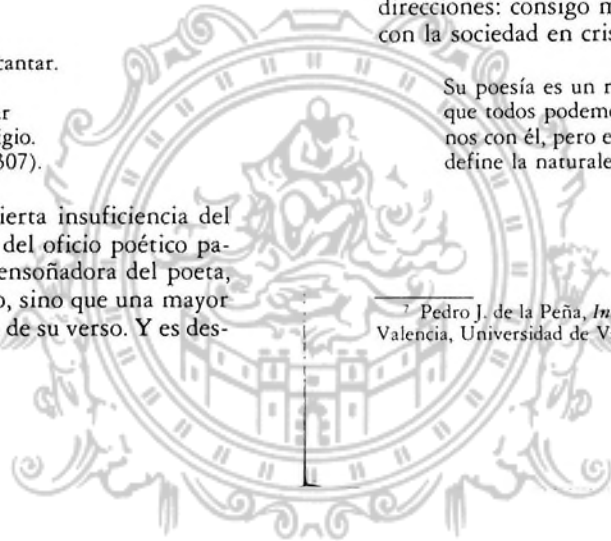 cantar.
ar
gio.
307).
ierta insuficiencia del
del oficio poético pa-
ensoñadora del poeta,
o, sino que una mayor
de su verso. Y es des-
direcciones: consigo m
con la sociedad en cris
Su poesía es un r
que todos podemo
nos con él, pero e
define la naturale
7 Pedro J. de la Peña, In
Valencia, Universidad de V